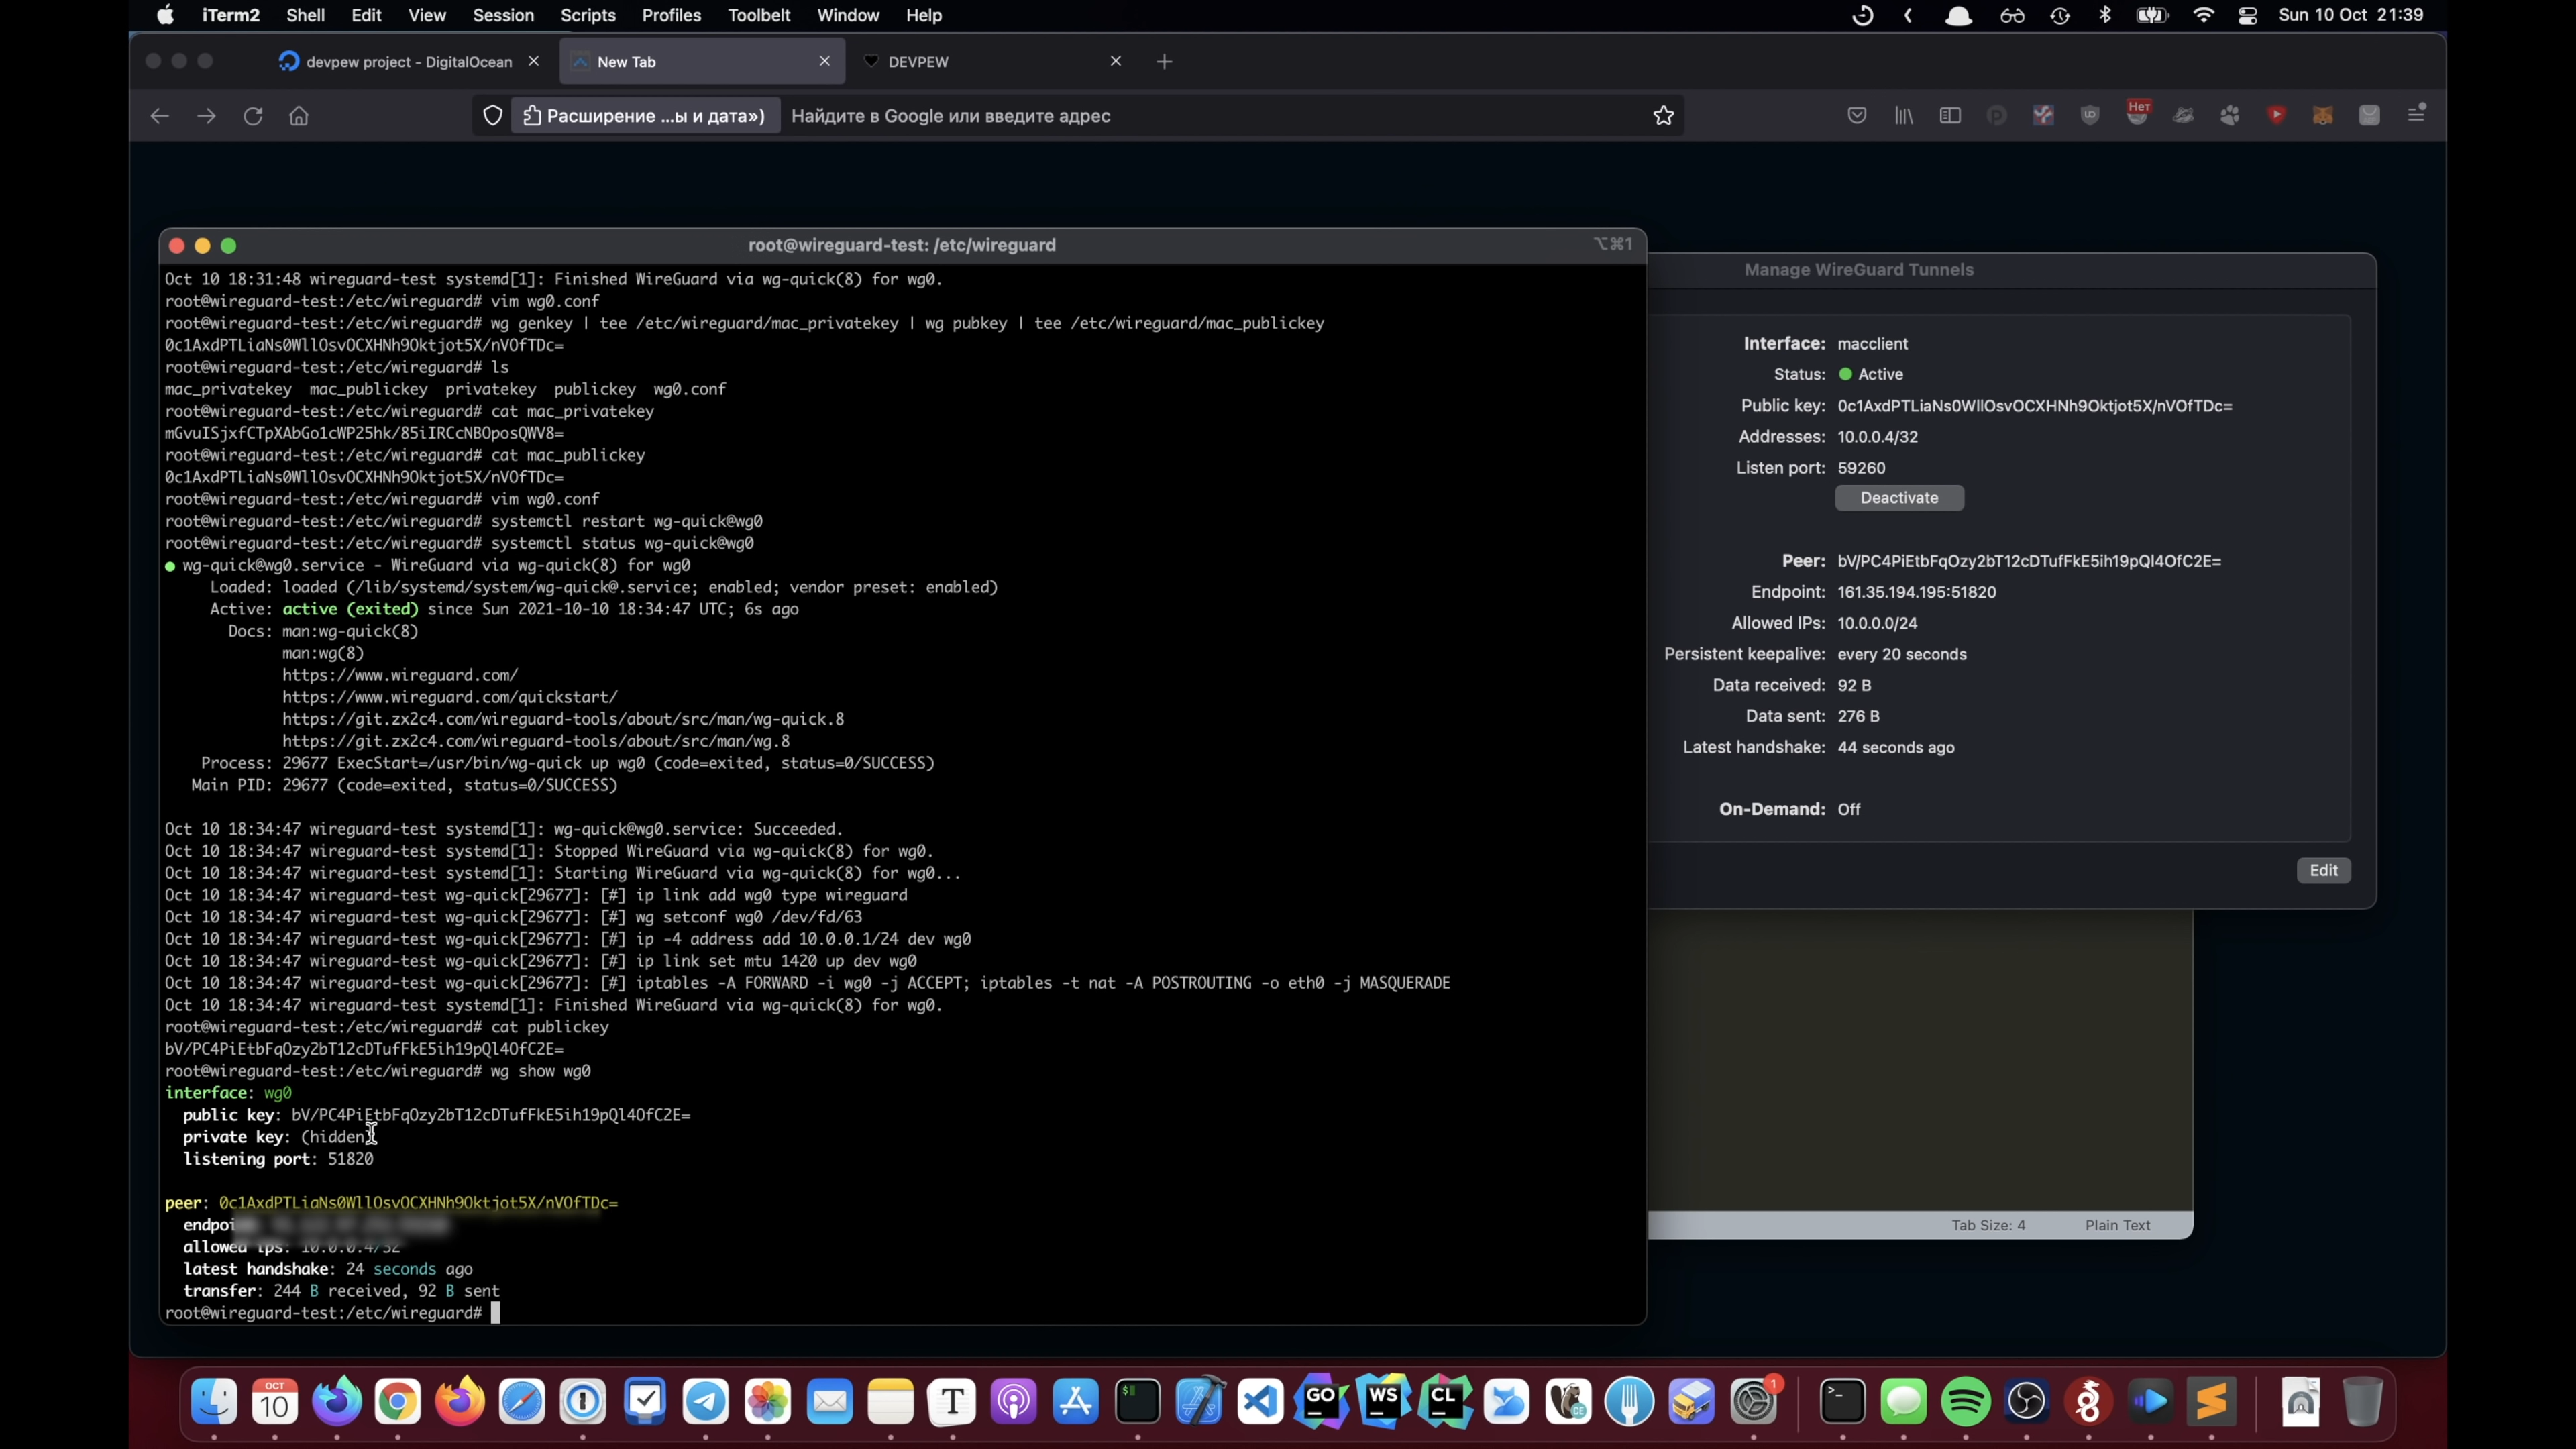 iTerm2 Shell Edit View Session Scripts Profiles Toolbelt Window Help Sun 10 Oct 21:39
devpew project - DigitalOcean New Tab DEVPEW
Расширение ...ы и дата») Найдите в Google или введите адрес Нет
root@wireguard-test: /etc/wireguard ⌥⌘1
Oct 10 18:31:48 wireguard-test systemd[1]: Finished WireGuard via wg-quick(8) for wg0.
root@wireguard-test:/etc/wireguard# vim wg0.conf
root@wireguard-test:/etc/wireguard# wg genkey | tee /etc/wireguard/mac_privatekey | wg pubkey | tee /etc/wireguard/mac_publickey
0c1AxdPTLiaNs0WllOsvOCXHNh9Oktjot5X/nVOfTDc=
root@wireguard-test:/etc/wireguard# ls
mac_privatekey mac_publickey privatekey publickey wg0.conf
root@wireguard-test:/etc/wireguard# cat mac_privatekey
mGvuISjxfCTpXAbGo1cWP25hk/85iIRCcNBOposQWV8=
root@wireguard-test:/etc/wireguard# cat mac_publickey
0c1AxdPTLiaNs0WllOsvOCXHNh9Oktjot5X/nVOfTDc=
root@wireguard-test:/etc/wireguard# vim wg0.conf
root@wireguard-test:/etc/wireguard# systemctl restart wg-quick@wg0
root@wireguard-test:/etc/wireguard# systemctl status wg-quick@wg0
● wg-quick@wg0.service - WireGuard via wg-quick(8) for wg0
Loaded: loaded (/lib/systemd/system/wg-quick@.service; enabled; vendor preset: enabled)
Active: active (exited) since Sun 2021-10-10 18:34:47 UTC; 6s ago
Docs: man:wg-quick(8)
man:wg(8)
https://www.wireguard.com/
https://www.wireguard.com/quickstart/
https://git.zx2c4.com/wireguard-tools/about/src/man/wg-quick.8
https://git.zx2c4.com/wireguard-tools/about/src/man/wg.8
Process: 29677 ExecStart=/usr/bin/wg-quick up wg0 (code=exited, status=0/SUCCESS)
Main PID: 29677 (code=exited, status=0/SUCCESS)
Oct 10 18:34:47 wireguard-test systemd[1]: wg-quick@wg0.service: Succeeded.
Oct 10 18:34:47 wireguard-test systemd[1]: Stopped WireGuard via wg-quick(8) for wg0.
Oct 10 18:34:47 wireguard-test systemd[1]: Starting WireGuard via wg-quick(8) for wg0...
Oct 10 18:34:47 wireguard-test wg-quick[29677]: [#] ip link add wg0 type wireguard
Oct 10 18:34:47 wireguard-test wg-quick[29677]: [#] wg setconf wg0 /dev/fd/63
Oct 10 18:34:47 wireguard-test wg-quick[29677]: [#] ip -4 address add 10.0.0.1/24 dev wg0
Oct 10 18:34:47 wireguard-test wg-quick[29677]: [#] ip link set mtu 1420 up dev wg0
Oct 10 18:34:47 wireguard-test wg-quick[29677]: [#] iptables -A FORWARD -i wg0 -j ACCEPT; iptables -t nat -A POSTROUTING -o eth0 -j MASQUERADE
Oct 10 18:34:47 wireguard-test systemd[1]: Finished WireGuard via wg-quick(8) for wg0.
root@wireguard-test:/etc/wireguard# cat publickey
bV/PC4PiEtbFqOzy2bT12cDTufFkE5ih19pQl4OfC2E=
root@wireguard-test:/etc/wireguard# wg show wg0
interface: wg0
public key: bV/PC4PiEtbFqOzy2bT12cDTufFkE5ih19pQl4OfC2E=
private key: (hidden)
listening port: 51820
peer: 0c1AxdPTLiaNs0WllOsvOCXHNh9Oktjot5X/nVOfTDc=
allowed ips: 10.0.0.4/32
latest handshake: 24 seconds ago
transfer: 244 B received, 92 B sent
root@wireguard-test:/etc/wireguard#
Manage WireGuard Tunnels
Interface: macclient
Status: Active
Public key: 0c1AxdPTLiaNs0WllOsvOCXHNh9Oktjot5X/nVOfTDc=
Addresses: 10.0.0.4/32
Listen port: 59260
Deactivate
Peer: bV/PC4PiEtbFqOzy2bT12cDTufFkE5ih19pQl4OfC2E=
Endpoint: 161.35.194.195:51820
Allowed IPs: 10.0.0.0/24
Persistent keepalive: every 20 seconds
Data received: 92 B
Data sent: 276 B
Latest handshake: 44 seconds ago
On-Demand: Off
Edit
Tab Size: 4 Plain Text
OCT 10 T GO WS CL CE 1